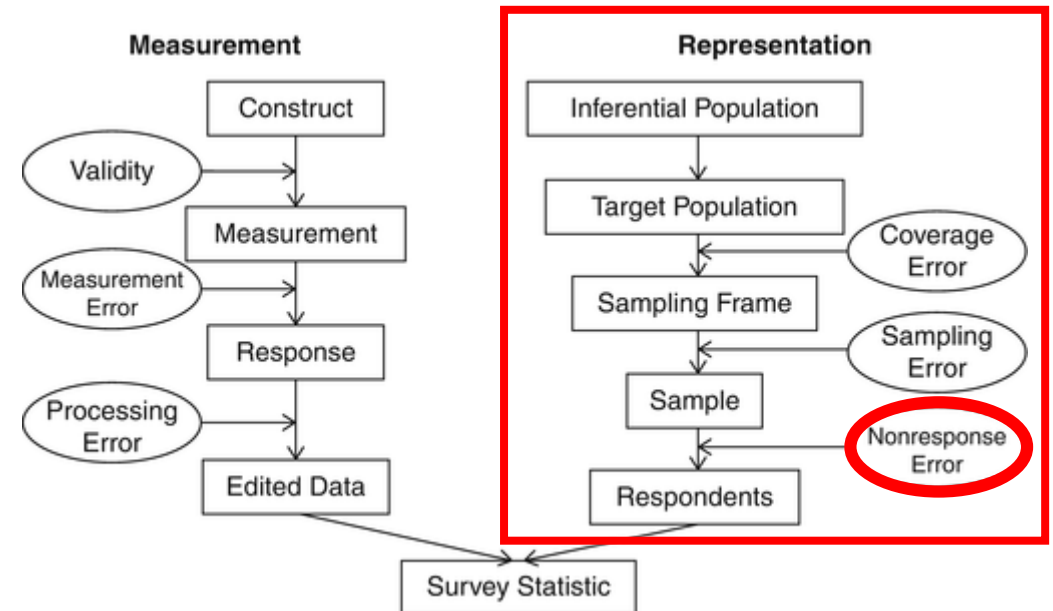 Measurement
Construct
Validity
Measurement
Measurement
Error
Response
Processing
Error
Edited Data
Representation
Inferential Population
Target Population
Coverage
Error
Sampling Frame
Sampling
Error
Sample
Nonresponse
Error
Respondents
Survey Statistic